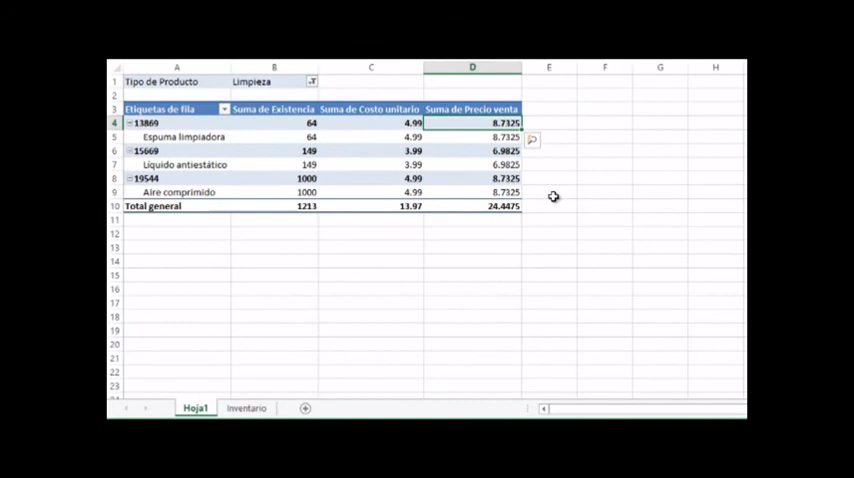 A B C D E F G H
1 Tipo de Producto Limpieza
2
3 Etiquetas de fila Suma de Existencia Suma de Costo unitario Suma de Precio venta
4 13869 64 4.99 8.7325
5 Espuma limpiadora 64 4.99 8.7325
6 15669 149 3.99 6.9825
7 Líquido antiestático 149 3.99 6.9825
8 19544 1000 4.99 8.7325
9 Aire comprimido 1000 4.99 8.7325
10 Total general 1213 13.97 24.4475
11
12
13
14
15
16
17
18
19
20
21
22
23
Hoja1 Inventario